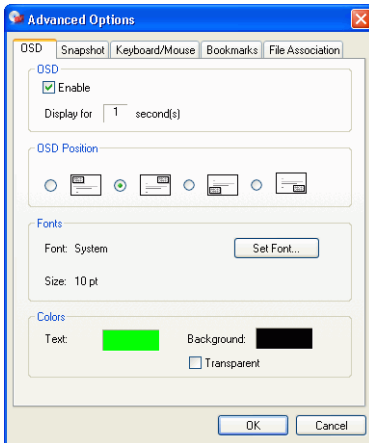 Advanced Options
OSD Snapshot Keyboard/Mouse Bookmarks File Association
OSD
Enable
Display for 1 second(s)
OSD Position
Fonts
Font: System Set Font...
Size: 10 pt
Colors
Text: Background:
Transparent
OK Cancel